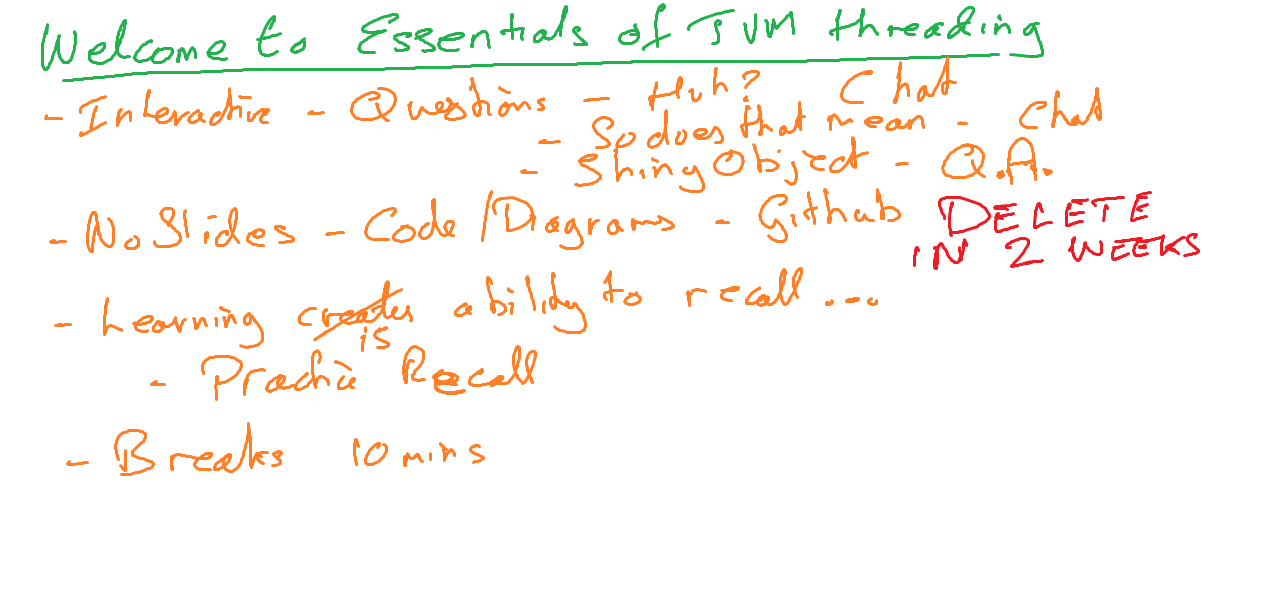 Welcome to Essentials of JVM threading
- Interactive - Questions - Huh? Chat
- So does that mean - Chat
- Shiny Object - Q.A.
- No Slides - Code/Diagrams - Github DELETE
IN 2 WEEKS
- Learning creates ability to recall ...
is
- Practice Recall
- Breaks 10 mins